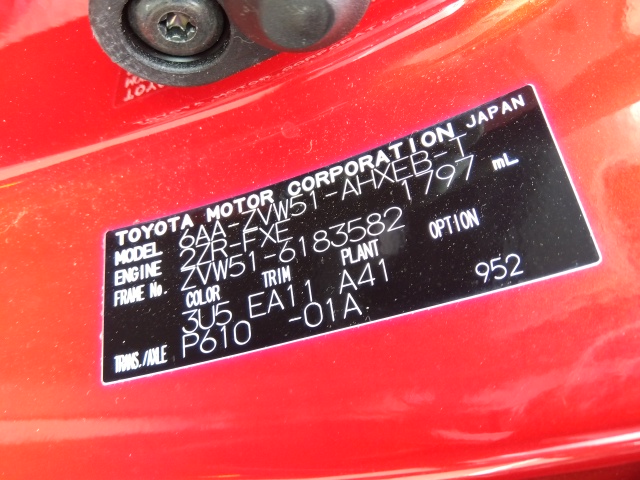 TOYOTA MOTOR CORPORATION JAPAN
MODEL 6AA-ZVW51-AHXEB-T
ENGINE 2ZR-FXE 1797 mL
FRAME No. ZVW51-6183582
COLOR TRIM PLANT OPTION
3U5 EA11 A41 952
TRANS./AXLE P610 -01A